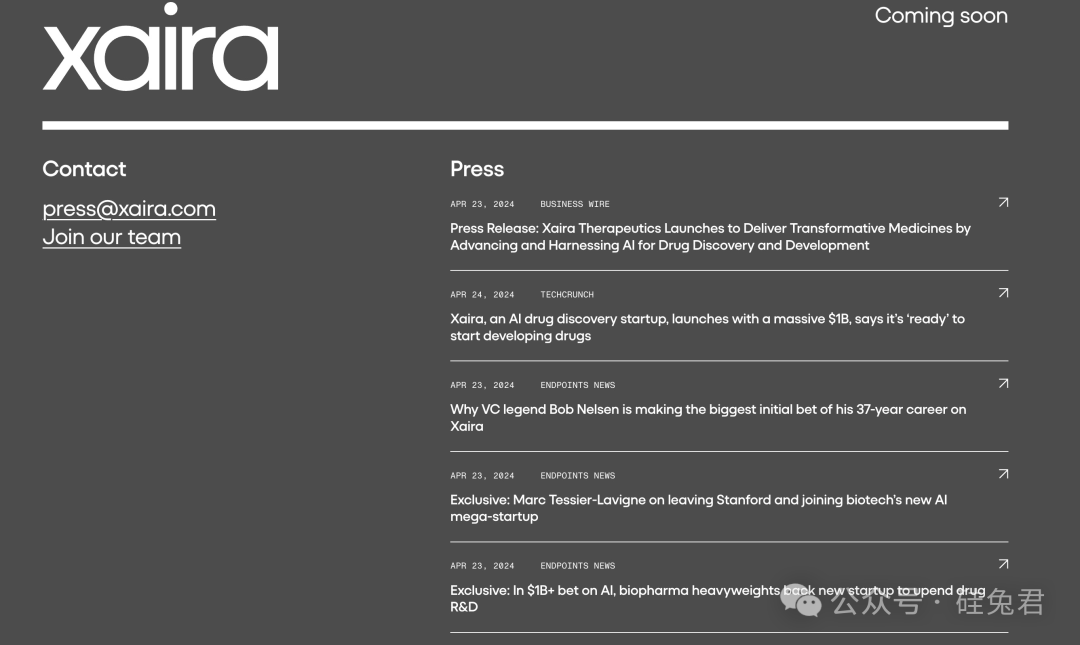 xaira
Coming soon
Contact
press@xaira.com
Join our team
Press
APR 23, 2024 BUSINESS WIRE
Press Release: Xaira Therapeutics Launches to Deliver Transformative Medicines by
Advancing and Harnessing AI for Drug Discovery and Development
APR 24, 2024 TECHCRUNCH
Xaira, an AI drug discovery startup, launches with a massive $1B, says it’s ‘ready’ to
start developing drugs
APR 23, 2024 ENDPOINTS NEWS
Why VC legend Bob Nelsen is making the biggest initial bet of his 37-year career on
Xaira
APR 23, 2024 ENDPOINTS NEWS
Exclusive: Marc Tessier-Lavigne on leaving Stanford and joining biotech’s new AI
mega-startup
APR 23, 2024 ENDPOINTS NEWS
Exclusive: In $1B+ bet on AI, biopharma heavyweights back new startup to upend drug
R&D
公众号 · 硅兔君